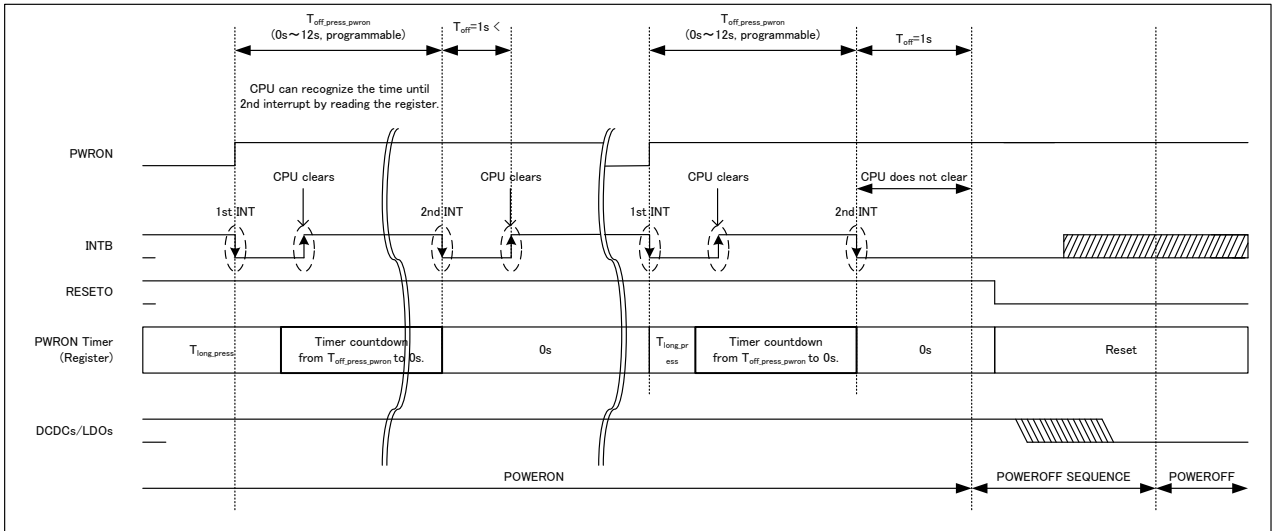 Toff_press_pwron
(0s～12s, programmable)
Toff=1s <
Toff_press_pwron
(0s～12s, programmable)
Toff=1s
CPU can recognize the time until
2nd interrupt by reading the register.
PWRON
CPU clears
CPU clears
CPU clears
CPU does not clear
1st INT
2nd INT
1st INT
2nd INT
INTB
RESETO
PWRON Timer
(Register)
Tlong_press
Timer countdown
from Toff_press_pwron to 0s.
0s
Tlong_pr
ess
Timer countdown
from Toff_press_pwron to 0s.
0s
Reset
DCDCs/LDOs
POWERON
POWEROFF SEQUENCE
POWEROFF